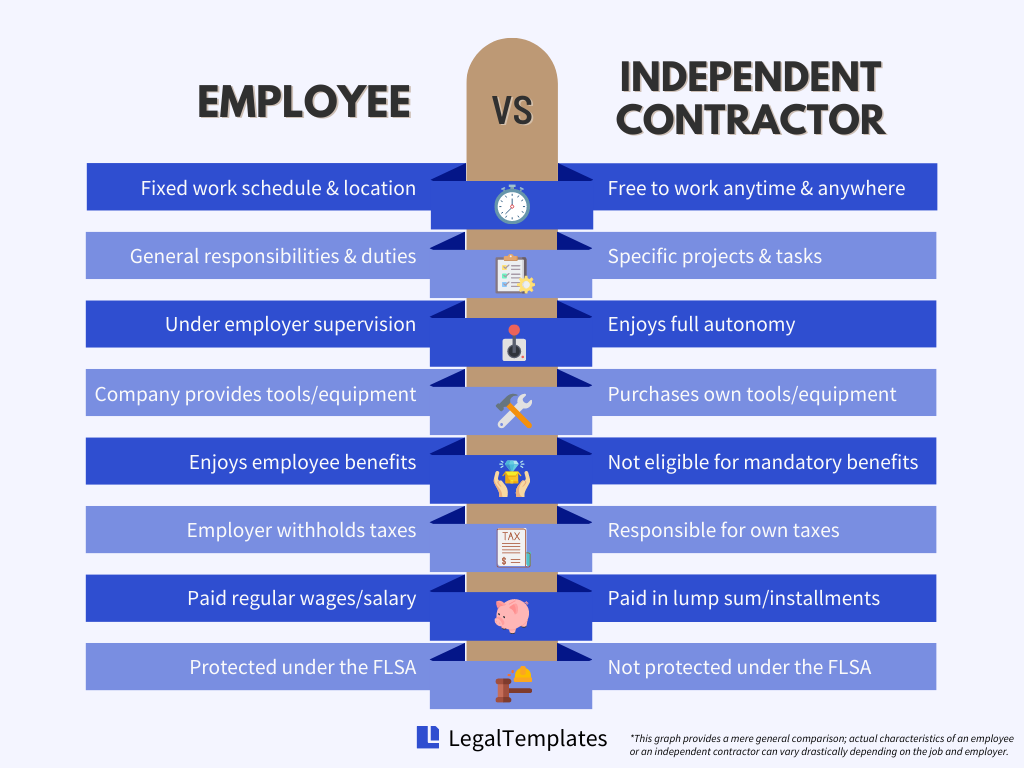 EMPLOYEE
VS
INDEPENDENT
CONTRACTOR
Fixed work schedule & location
Free to work anytime & anywhere
General responsibilities & duties
Specific projects & tasks
Under employer supervision
Enjoys full autonomy
Company provides tools/equipment
Purchases own tools/equipment
Enjoys employee benefits
Not eligible for mandatory benefits
Employer withholds taxes
TAX
$
Responsible for own taxes
Paid regular wages/salary
Paid in lump sum/installments
Protected under the FLSA
Not protected under the FLSA
LegalTemplates
*This graph provides a mere general comparison; actual characteristics of an employee
or an independent contractor can vary drastically depending on the job and employer.